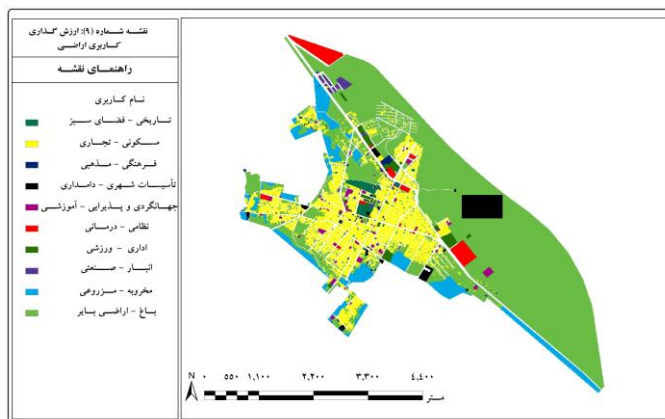 نقشه شماره (۹): ارزش گذاری
کاربری اراضی
راهنمای نقشه
نام کاربری
تاریخی - فضای سبز
مسکونی - تجاری
فرهنگی - مذهبی
تأسیسات شهری - دامداری
جهانگردی و پذیرایی - آموزشی
نظامی - درمانی
اداری - ورزشی
انبار - صنعتی
مخروبه - مزروعی
باغ - اراضی بایر
N
۰ ۵۵۰ ۱,۱۰۰ ۲,۲۰۰ ۳,۳۰۰ ۴,۴۰۰
متر